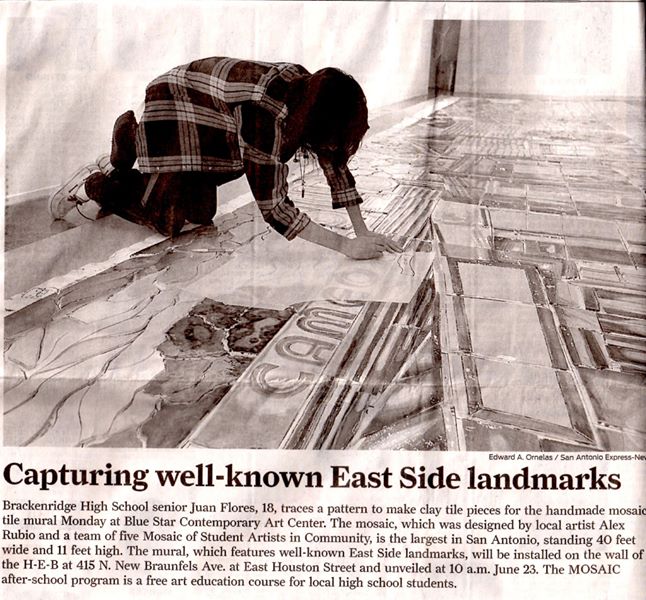 CAMEO
Edward A. Ornelas / San Antonio Express-New
Capturing well-known East Side landmarks
Brackenridge High School senior Juan Flores, 18, traces a pattern to make clay tile pieces for the handmade mosaic
tile mural Monday at Blue Star Contemporary Art Center. The mosaic, which was designed by local artist Alex
Rubio and a team of five Mosaic of Student Artists in Community, is the largest in San Antonio, standing 40 feet
wide and 11 feet high. The mural, which features well-known East Side landmarks, will be installed on the wall of
the H-E-B at 415 N. New Braunfels Ave. at East Houston Street and unveiled at 10 a.m. June 23. The MOSAIC
after-school program is a free art education course for local high school students.